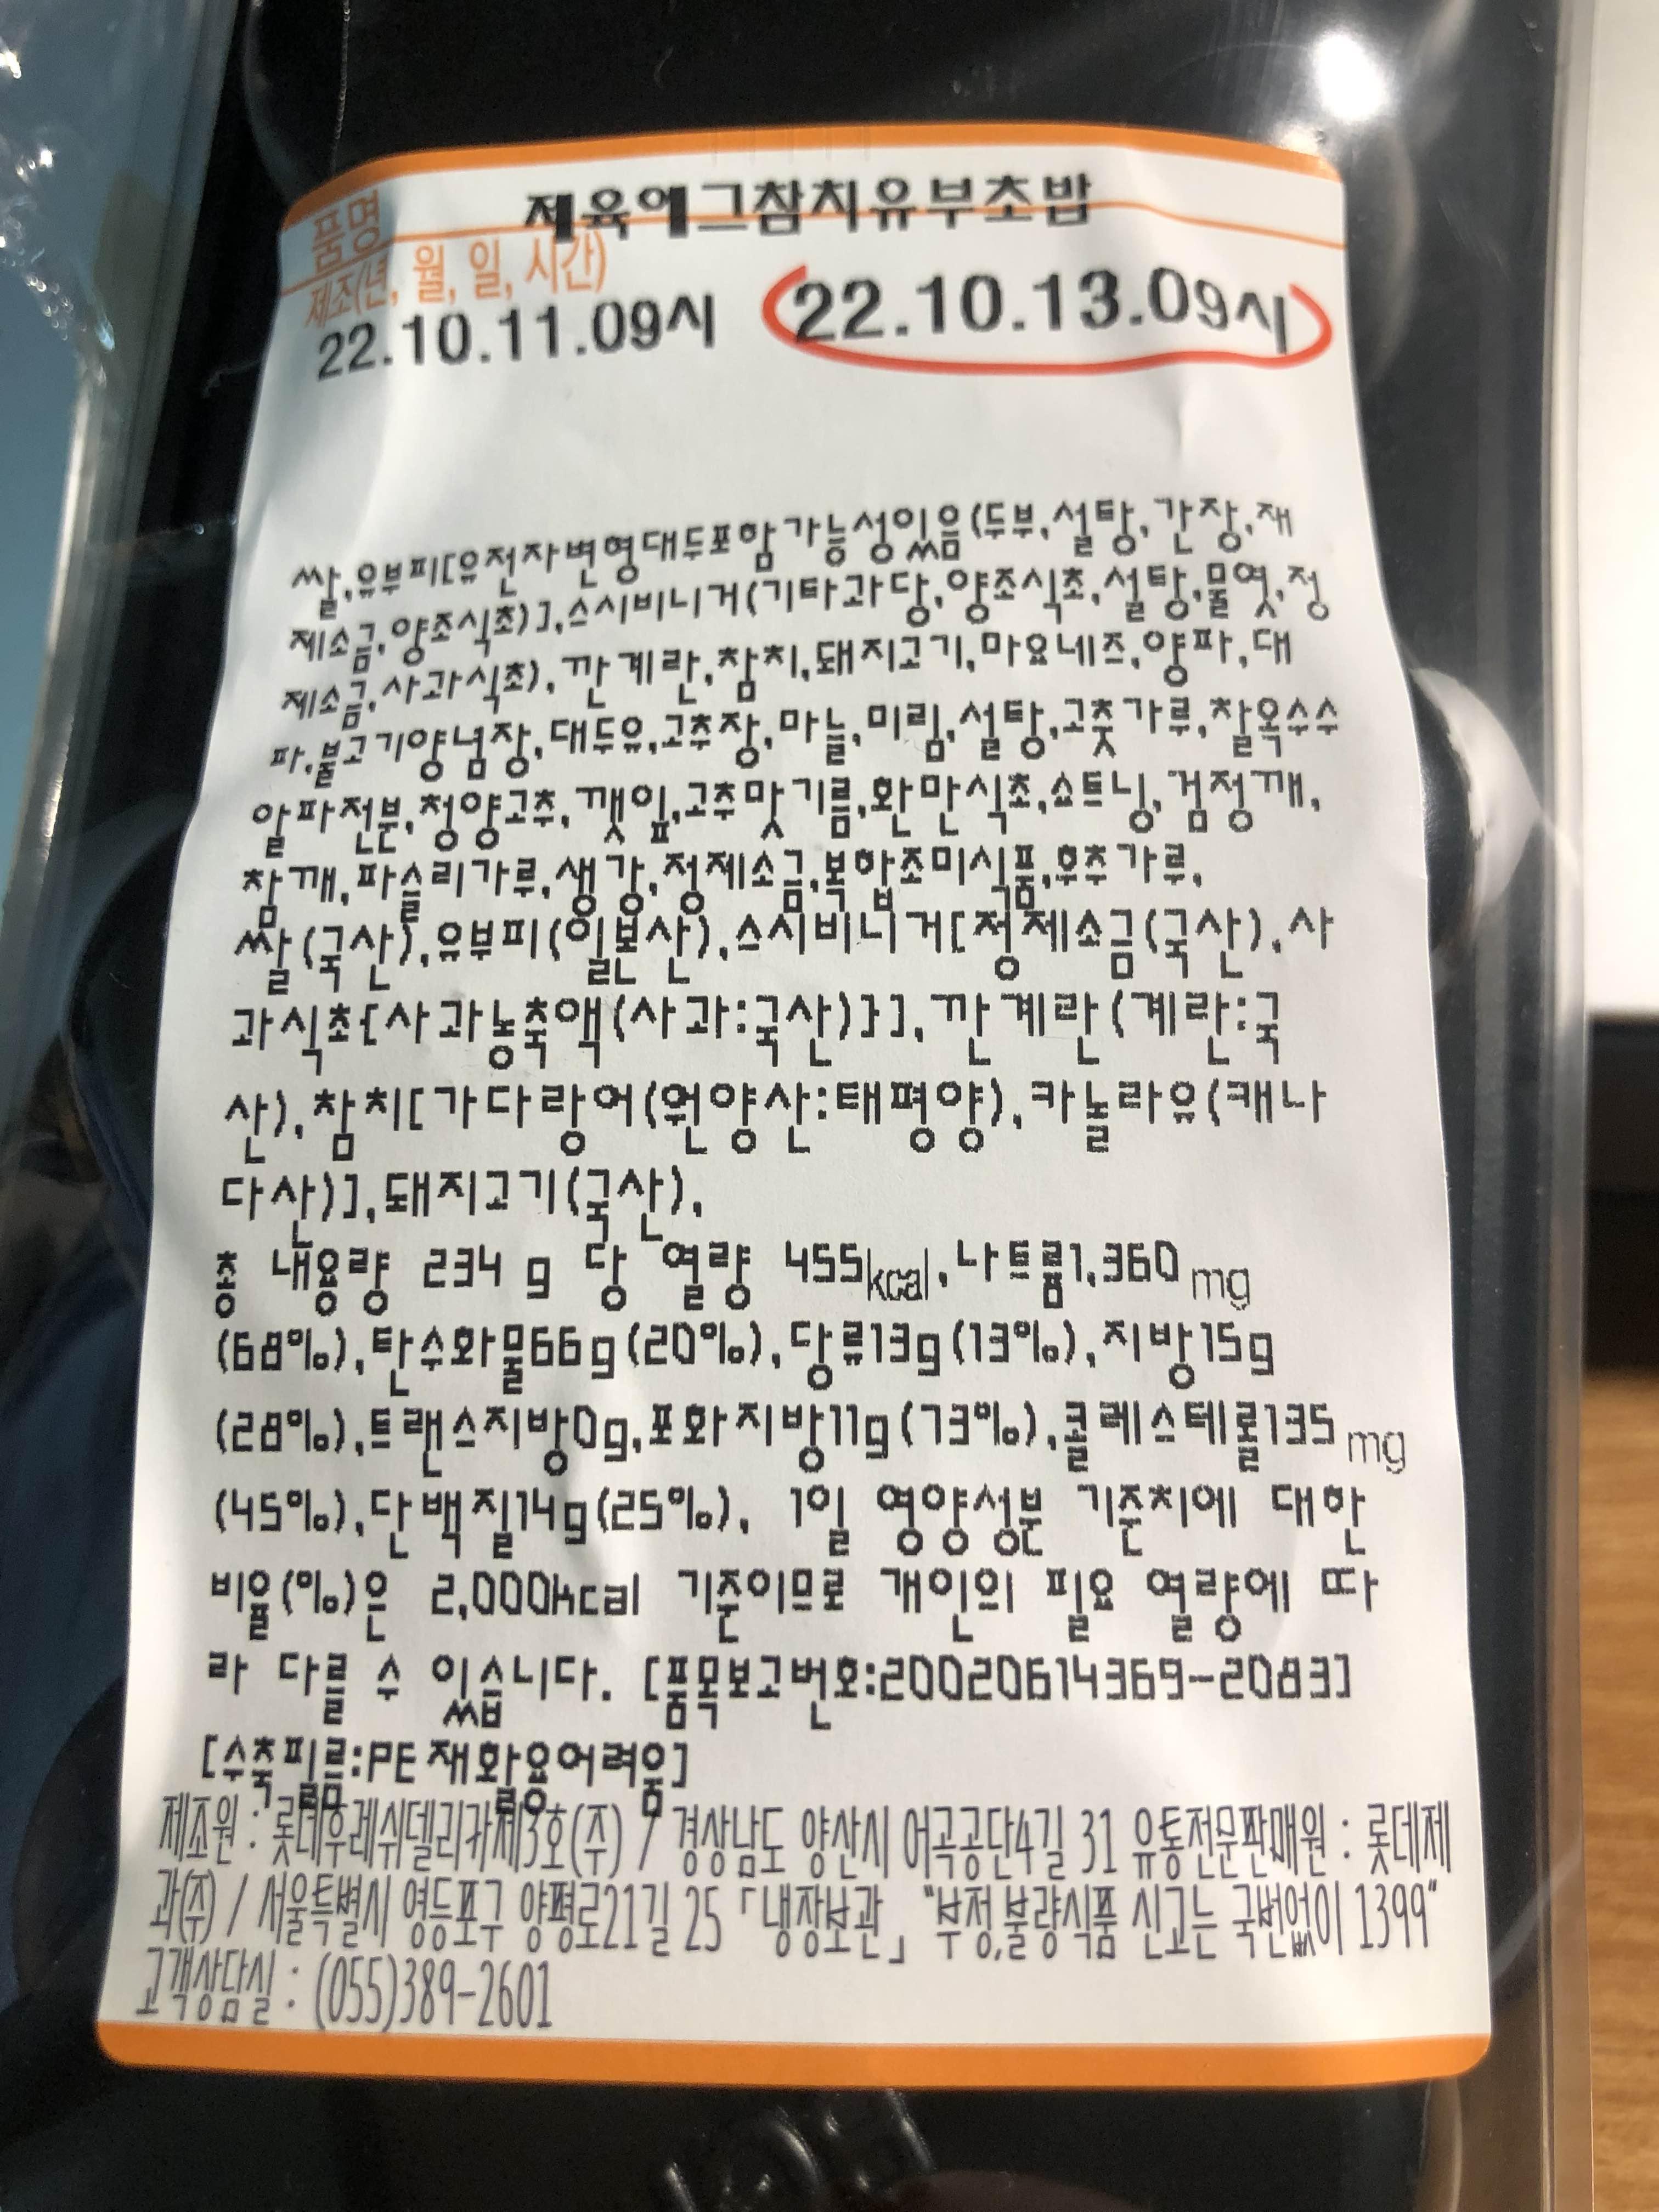 품명 제육에그참치유부초밥
제조(년, 월, 일, 시간)
22.10.11.09시 22.10.13.09시
쌀,유부피[유전자변형대두포함가능성있음(두부,설탕,간장,재
제소금,양조식초)],스시비니거(기타과당,양조식초,설탕,물엿,정
제소금,사과식초),깐계란,참치,돼지고기,마요네즈,양파,대
파,불고기양념장,대두유,고추장,마늘,미림,설탕,고춧가루,찰옥수수
알파전분,청양고추,깻잎,고추맛기름,환만식초,쇼트닝,검정깨,
참깨,파슬리가루,생강,정제소금,복합조미식품,후추가루,
쌀(국산),유부피(일본산),스시비니거[정제소금(국산),사
과식초{사과농축액(사과:국산)}],깐계란(계란:국
산),참치[가다랑어(원양산:태평양),카놀라유(캐나
다산)],돼지고기(국산),
총 내용량 234 g 당 열량 455kcal,나트륨1,360mg
(68%),탄수화물66g(20%),당류13g(13%),지방15g
(28%),트랜스지방0g,포화지방11g(73%),콜레스테롤135mg
(45%),단백질14g(25%), 1일 영양성분 기준치에 대한
비율(%)은 2,000kcal 기준이므로 개인의 필요 열량에 따
라 다를 수 있습니다. [품목보고번호:20020614369-2083]
[수축필름:PE재활용어려움]
제조원 : 롯데후레쉬델리카제3호(주) / 경상남도 양산시 어곡공단4길 31 유통전문판매원 : 롯데제
과(주) / 서울특별시 영등포구 양평로21길 25 「냉장보관」 "부정,불량식품 신고는 국번없이 1399"
고객상담실 : (055)389-2601